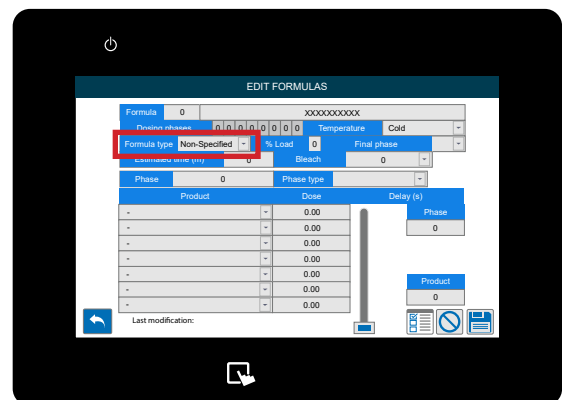 EDIT FORMULAS
Formula 0 XXXXXXXXXX
Dosing phases 0 0 0 0 0 0 0 0 Temperature Cold
Formula type Non-Specified % Load 0 Final phase
Estimated time (m) 0 Bleach 0
Phase 0 Phase type
Product Dose Delay (s)
- 0.00 Phase
- 0.00 0
- 0.00
- 0.00
- 0.00 Product
- 0.00 0
- 0.00
Last modification: